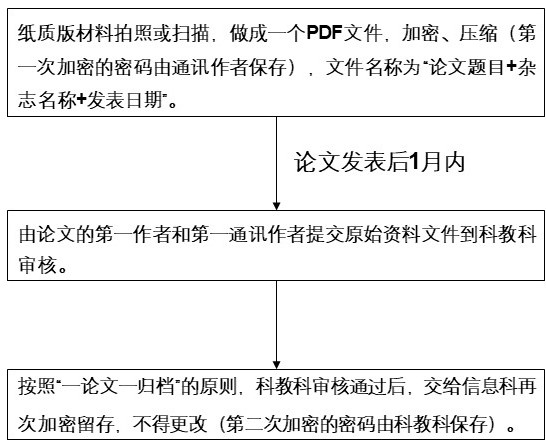 纸质版材料拍照或扫描，做成一个PDF文件，加密、压缩（第
一次加密的密码由通讯作者保存），文件名称为“论文题目+杂
志名称+发表日期”。
论文发表后1月内
由论文的第一作者和第一通讯作者提交原始资料文件到科教科
审核。
按照“一论文一归档”的原则，科教科审核通过后，交给信息科再
次加密留存，不得更改（第二次加密的密码由科教科保存）。